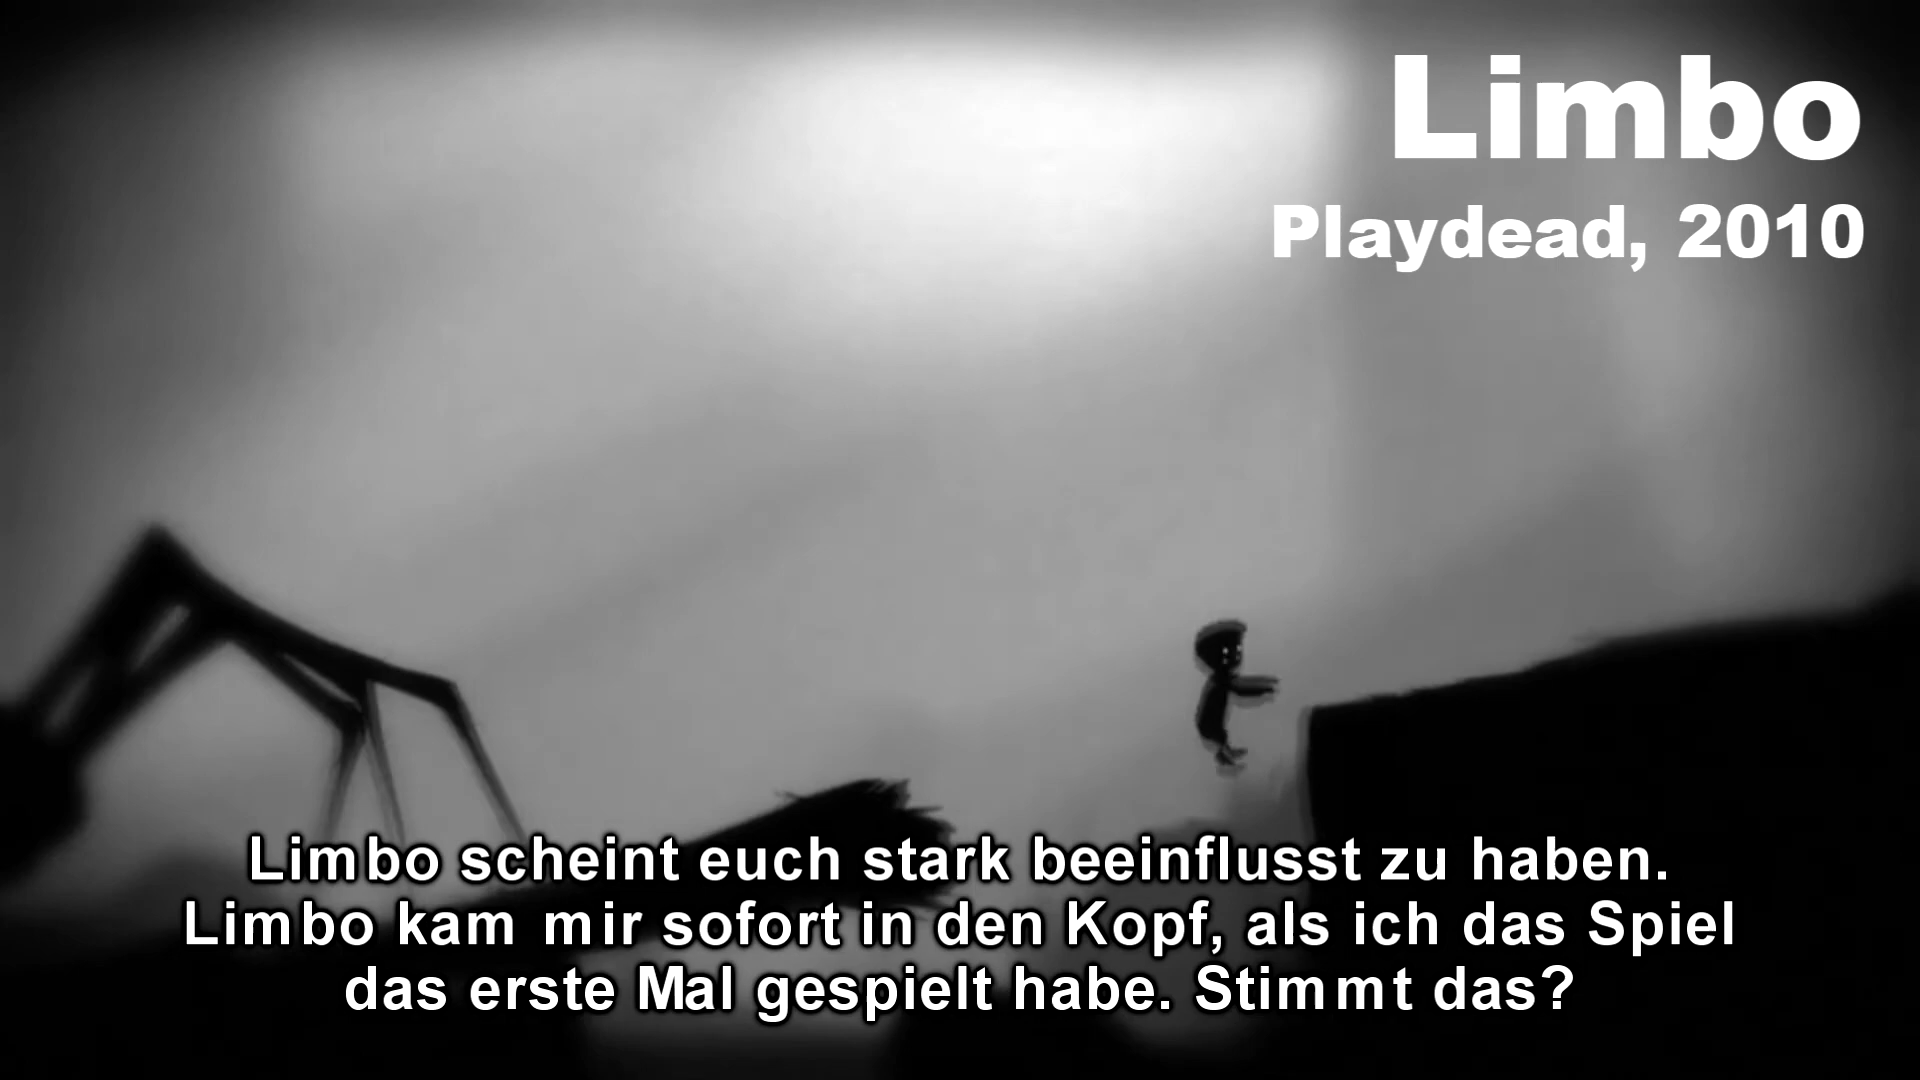 Limbo
Playdead, 2010
Limbo scheint euch stark beeinflusst zu haben.
Limbo kam mir sofort in den Kopf, als ich das Spiel
das erste Mal gespielt habe. Stimmt das?